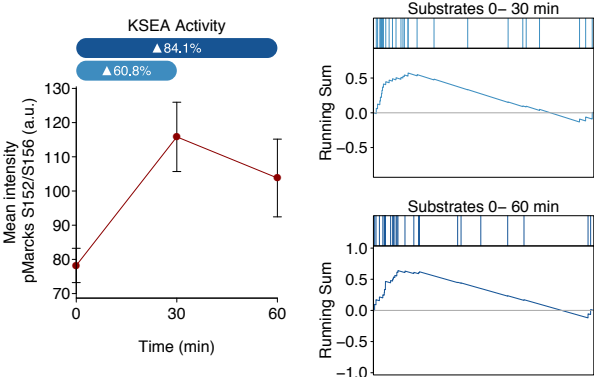 KSEA Activity
▲84.1%
▲60.8%
Mean intensity
pMarcks S152/S156 (a.u.)
130
120
110
100
90
80
70
0
30
60
Time (min)
Substrates 0– 30 min
Running Sum
0.5
0.0
−0.5
Substrates 0– 60 min
Running Sum
1.0
0.5
0.0
−0.5
−1.0